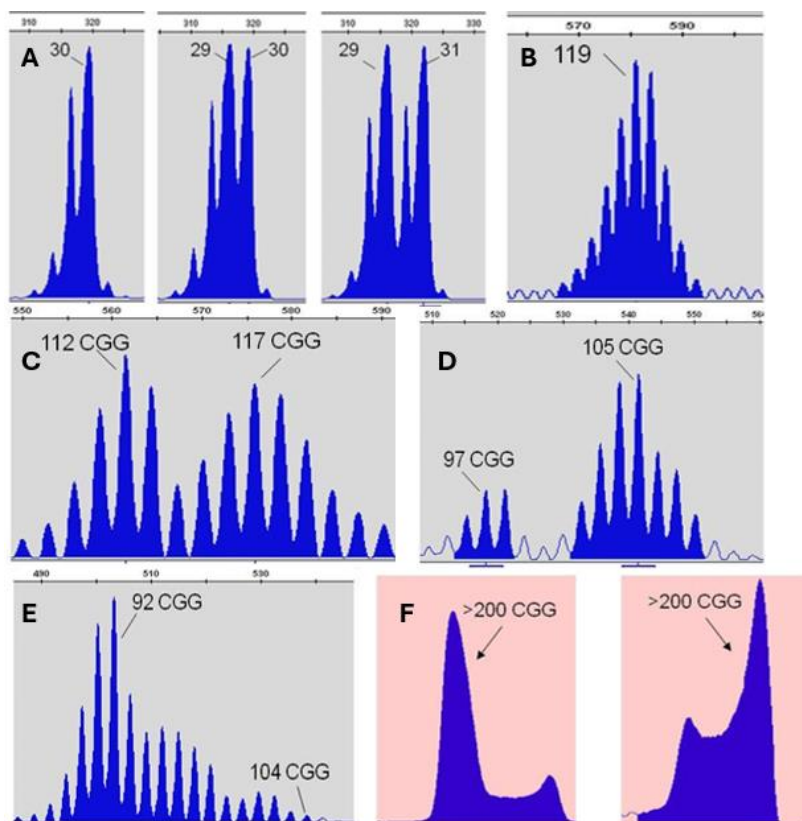 310 320
310 320
310 320 330
570 590
A
30
29 30
29 31
B
119
550 560 570 580 590
510 520 530 540 550 560
C
112 CGG
117 CGG
D
105 CGG
97 CGG
490 510 530
E
92 CGG
104 CGG
F
>200 CGG
>200 CGG